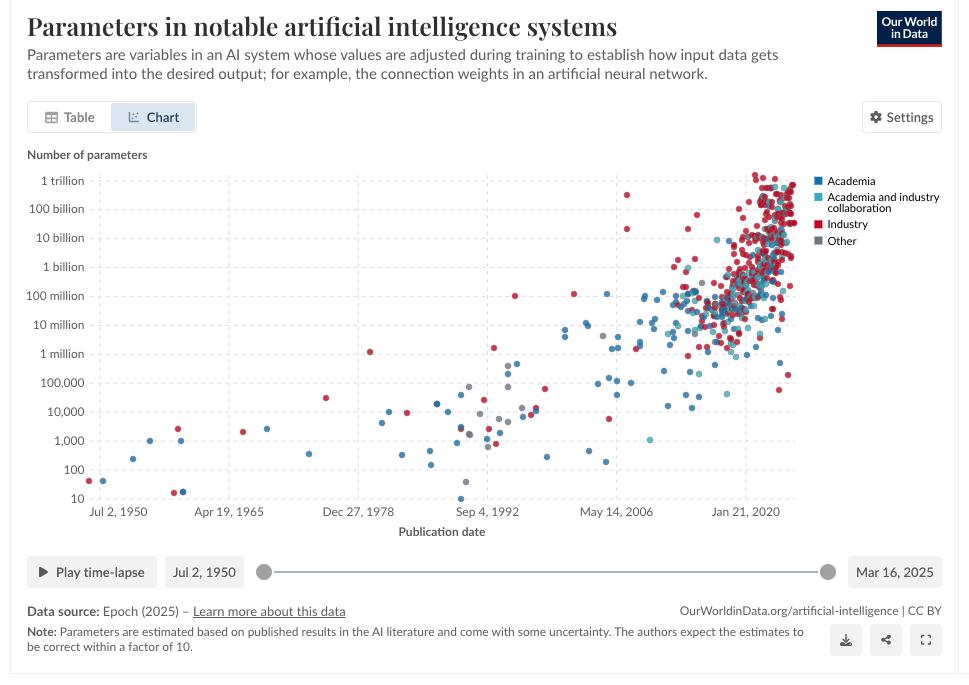 Parameters in notable artificial intelligence systems
Our World
in Data
Parameters are variables in an AI system whose values are adjusted during training to establish how input data gets
transformed into the desired output; for example, the connection weights in an artificial neural network.
Table
Chart
Settings
Number of parameters
1 trillion
100 billion
10 billion
1 billion
100 million
10 million
1 million
100,000
10,000
1,000
100
10
Jul 2, 1950
Apr 19, 1965
Dec 27, 1978
Sep 4, 1992
May 14, 2006
Jan 21, 2020
Publication date
Academia
Academia and industry
collaboration
Industry
Other
Play time-lapse
Jul 2, 1950
Mar 16, 2025
Data source: Epoch (2025) – Learn more about this data
OurWorldinData.org/artificial-intelligence | CC BY
Note: Parameters are estimated based on published results in the AI literature and come with some uncertainty. The authors expect the estimates to
be correct within a factor of 10.